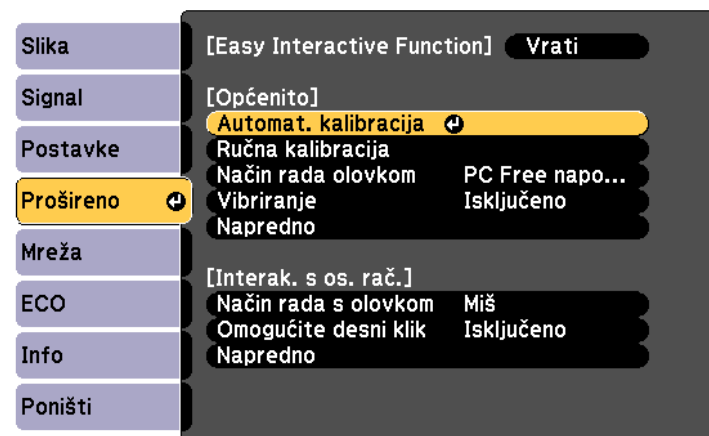 Slika
Signal
Postavke
Prošireno
Mreža
ECO
Info
Poništi
[Easy Interactive Function] Vrati
[Općenito]
Automat. kalibracija
Ručna kalibracija
Način rada olovkom PC Free napo...
Vibriranje Isključeno
Napredno
[Interak. s os. rač.]
Način rada s olovkom Miš
Omogućite desni klik Isključeno
Napredno